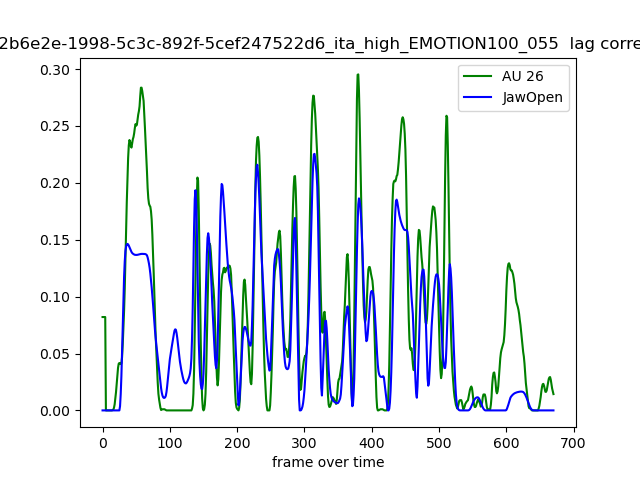 2b6e2e-1998-5c3c-892f-5cef247522d6_ita_high_EMOTION100_055 lag corre
AU 26
JawOpen
0.30
0.25
0.20
0.15
0.10
0.05
0.00
0 100 200 300 400 500 600 700
frame over time